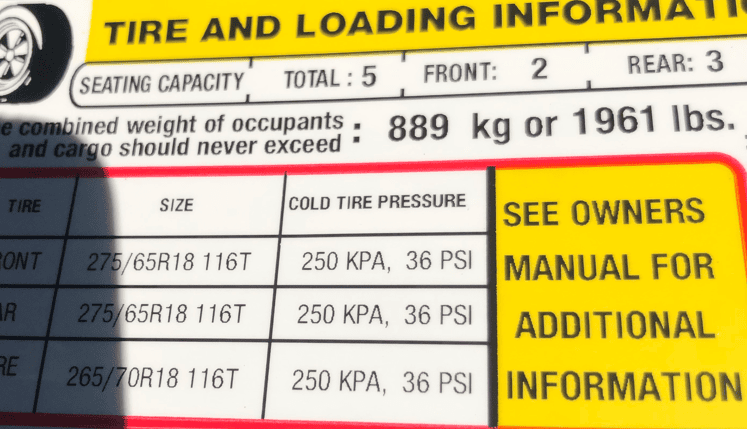 TIRE AND LOADING INFORMATI
SEATING CAPACITY TOTAL : 5 FRONT: 2 REAR: 3
e combined weight of occupants
and cargo should never exceed : 889 kg or 1961 lbs.
TIRE SIZE COLD TIRE PRESSURE
ONT 275/65R18 116T 250 KPA, 36 PSI
AR 275/65R18 116T 250 KPA, 36 PSI
RE 265/70R18 116T 250 KPA, 36 PSI
SEE OWNERS
MANUAL FOR
ADDITIONAL
INFORMATION